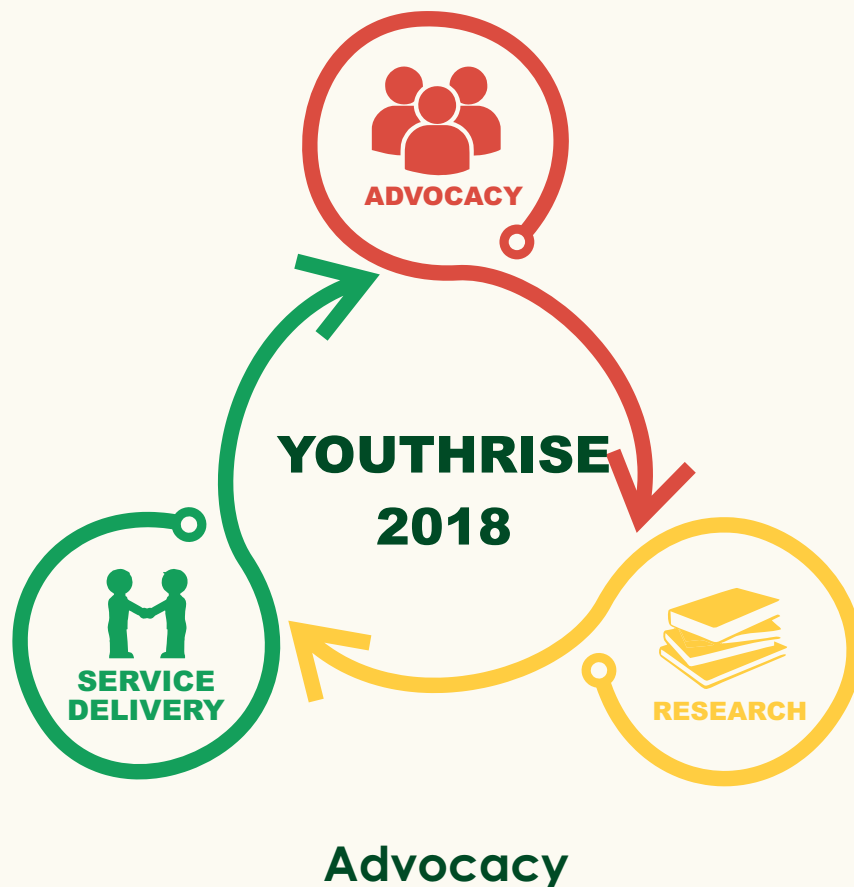 ADVOCACY
YOUTHRISE
2018
SERVICE
DELIVERY
RESEARCH
Advocacy